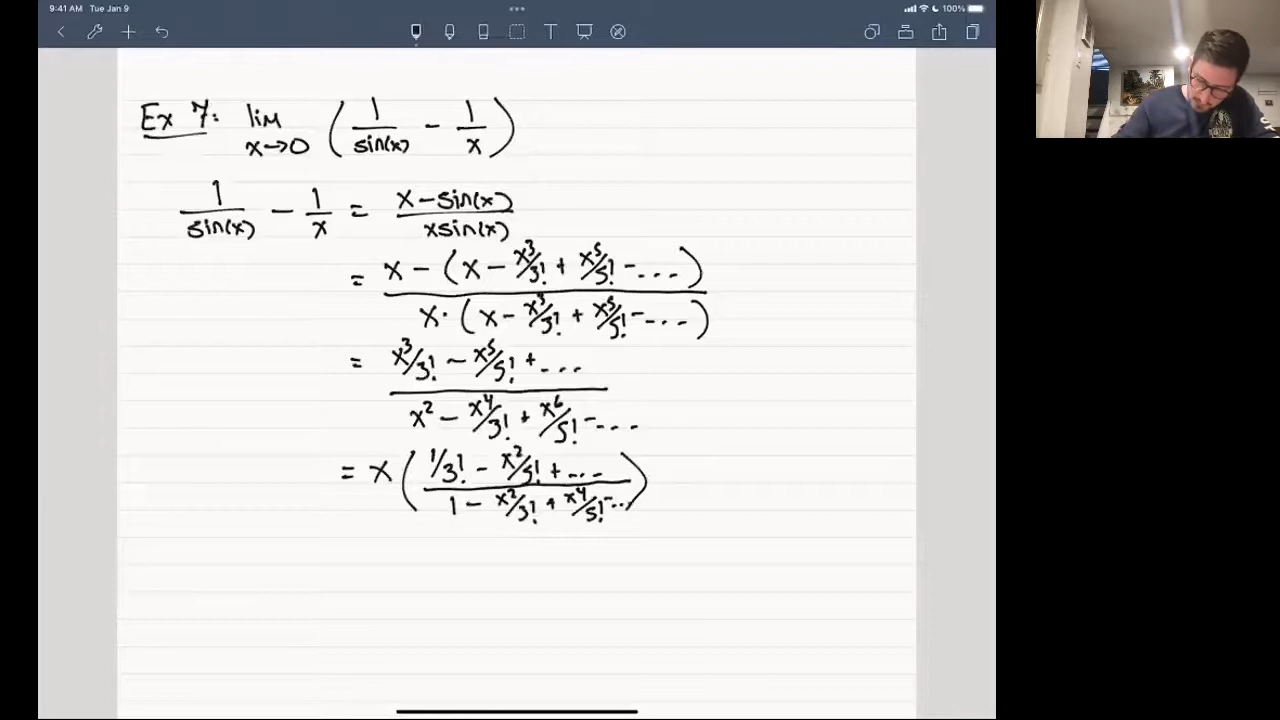 9:41 AM Tue Jan 9
100%
Ex 7: lim x→0 ( 1/sin(x) − 1/x )
1/sin(x) − 1/x = (x − sin(x))/(x sin(x))
= (x − (x − x³/3! + x⁵/5! − ...))/(x · (x − x³/3! + x⁵/5! − ...))
= (x³/3! − x⁵/5! + ...)/(x² − x⁴/3! + x⁶/5! − ...)
= x ( (1/3! − x²/5! + ...)/(1 − x²/3! + x⁴/5! − ...) )